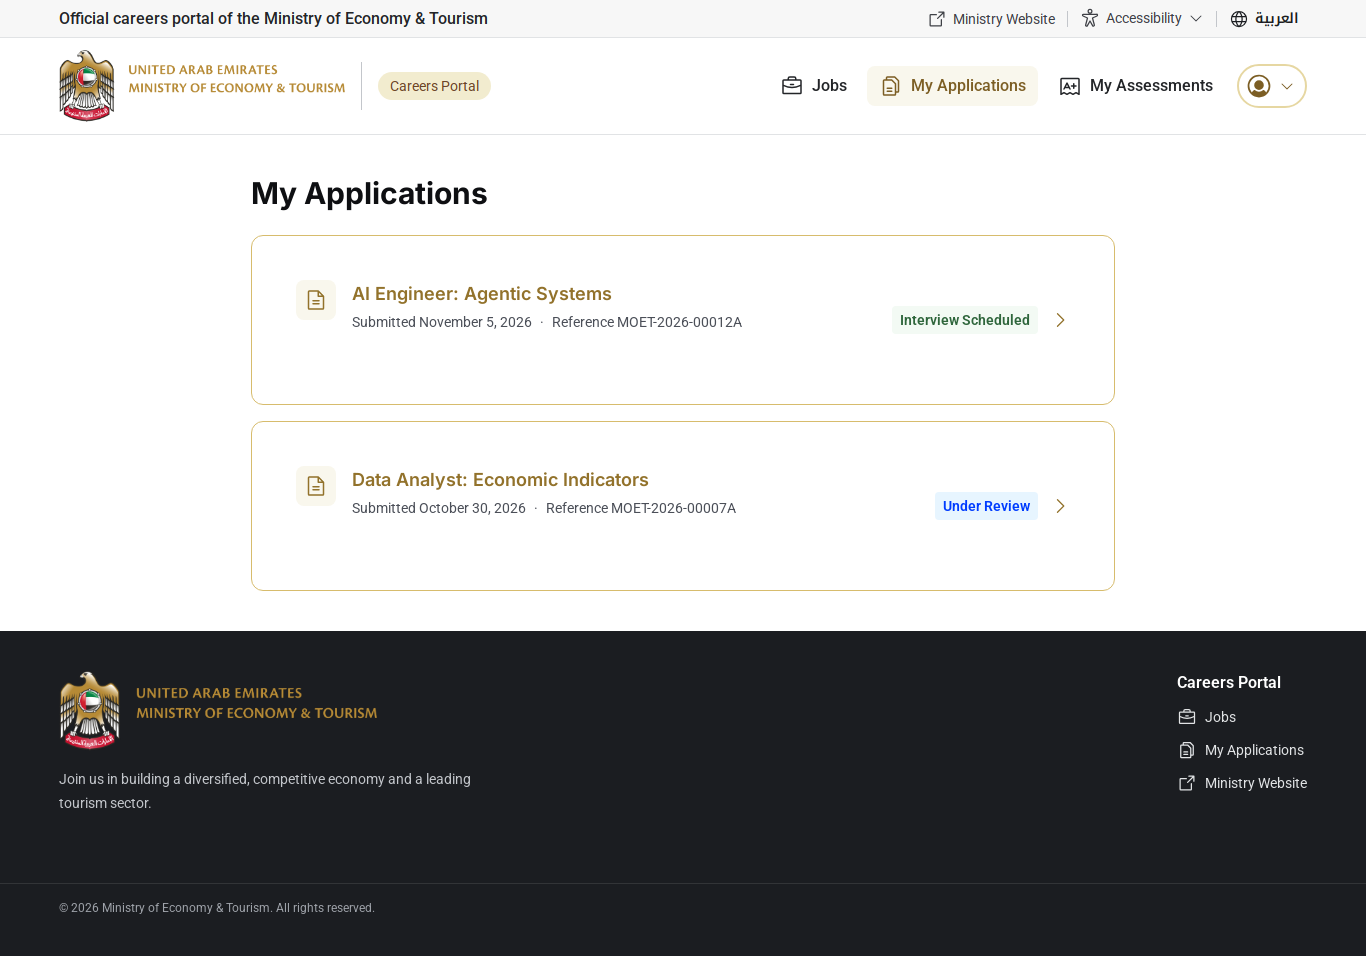 Official careers portal of the Ministry of Economy & Tourism
Ministry Website
Accessibility
العربية
UNITED ARAB EMIRATES
MINISTRY OF ECONOMY & TOURISM
Careers Portal
Jobs
My Applications
My Assessments
My Applications
AI Engineer: Agentic Systems
Submitted November 5, 2026 · Reference MOET-2026-00012A
Interview Scheduled
Data Analyst: Economic Indicators
Submitted October 30, 2026 · Reference MOET-2026-00007A
Under Review
UNITED ARAB EMIRATES
MINISTRY OF ECONOMY & TOURISM
Join us in building a diversified, competitive economy and a leading
tourism sector.
Careers Portal
Jobs
My Applications
Ministry Website
© 2026 Ministry of Economy & Tourism. All rights reserved.